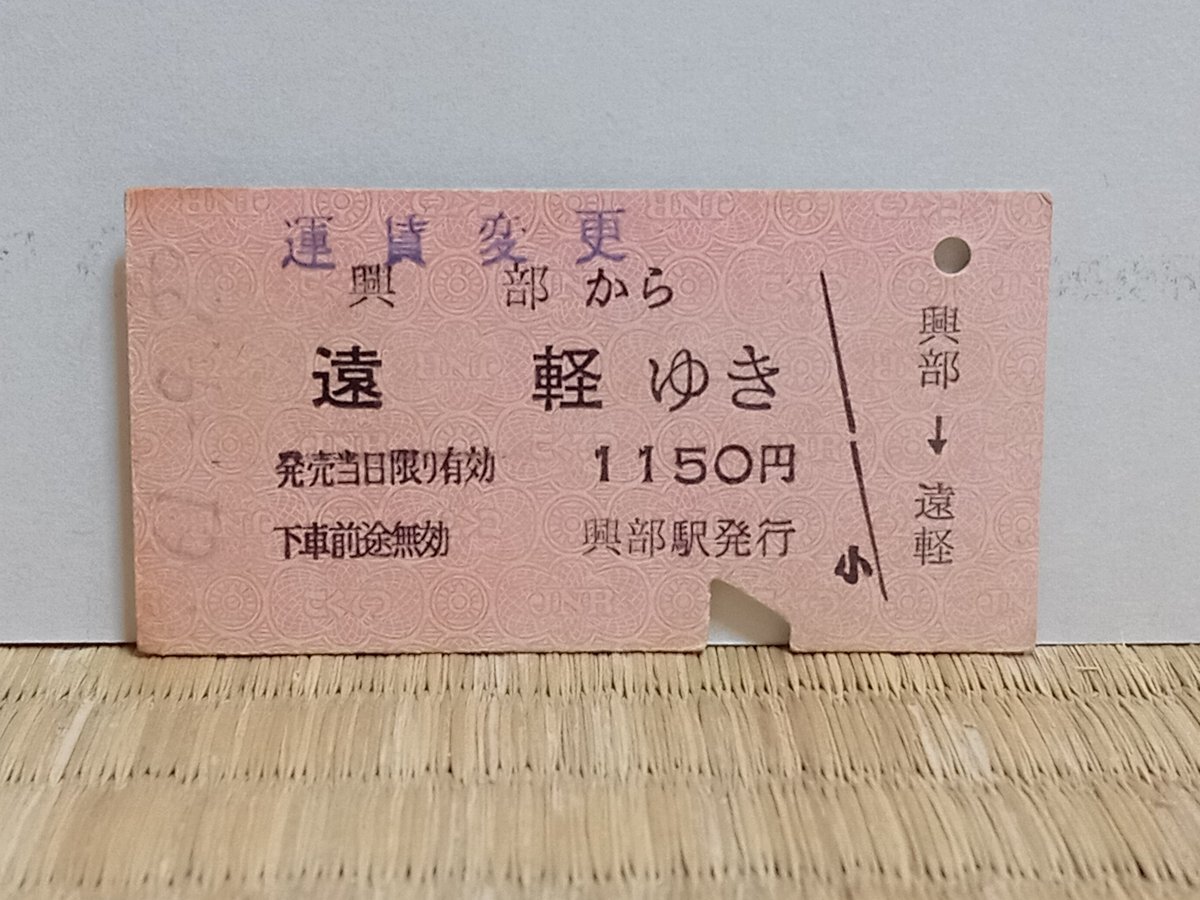 運賃変更
興部から
遠軽ゆき
発売当日限り有効 1150円
下車前途無効 興部駅発行
小
興部→遠軽
JNR